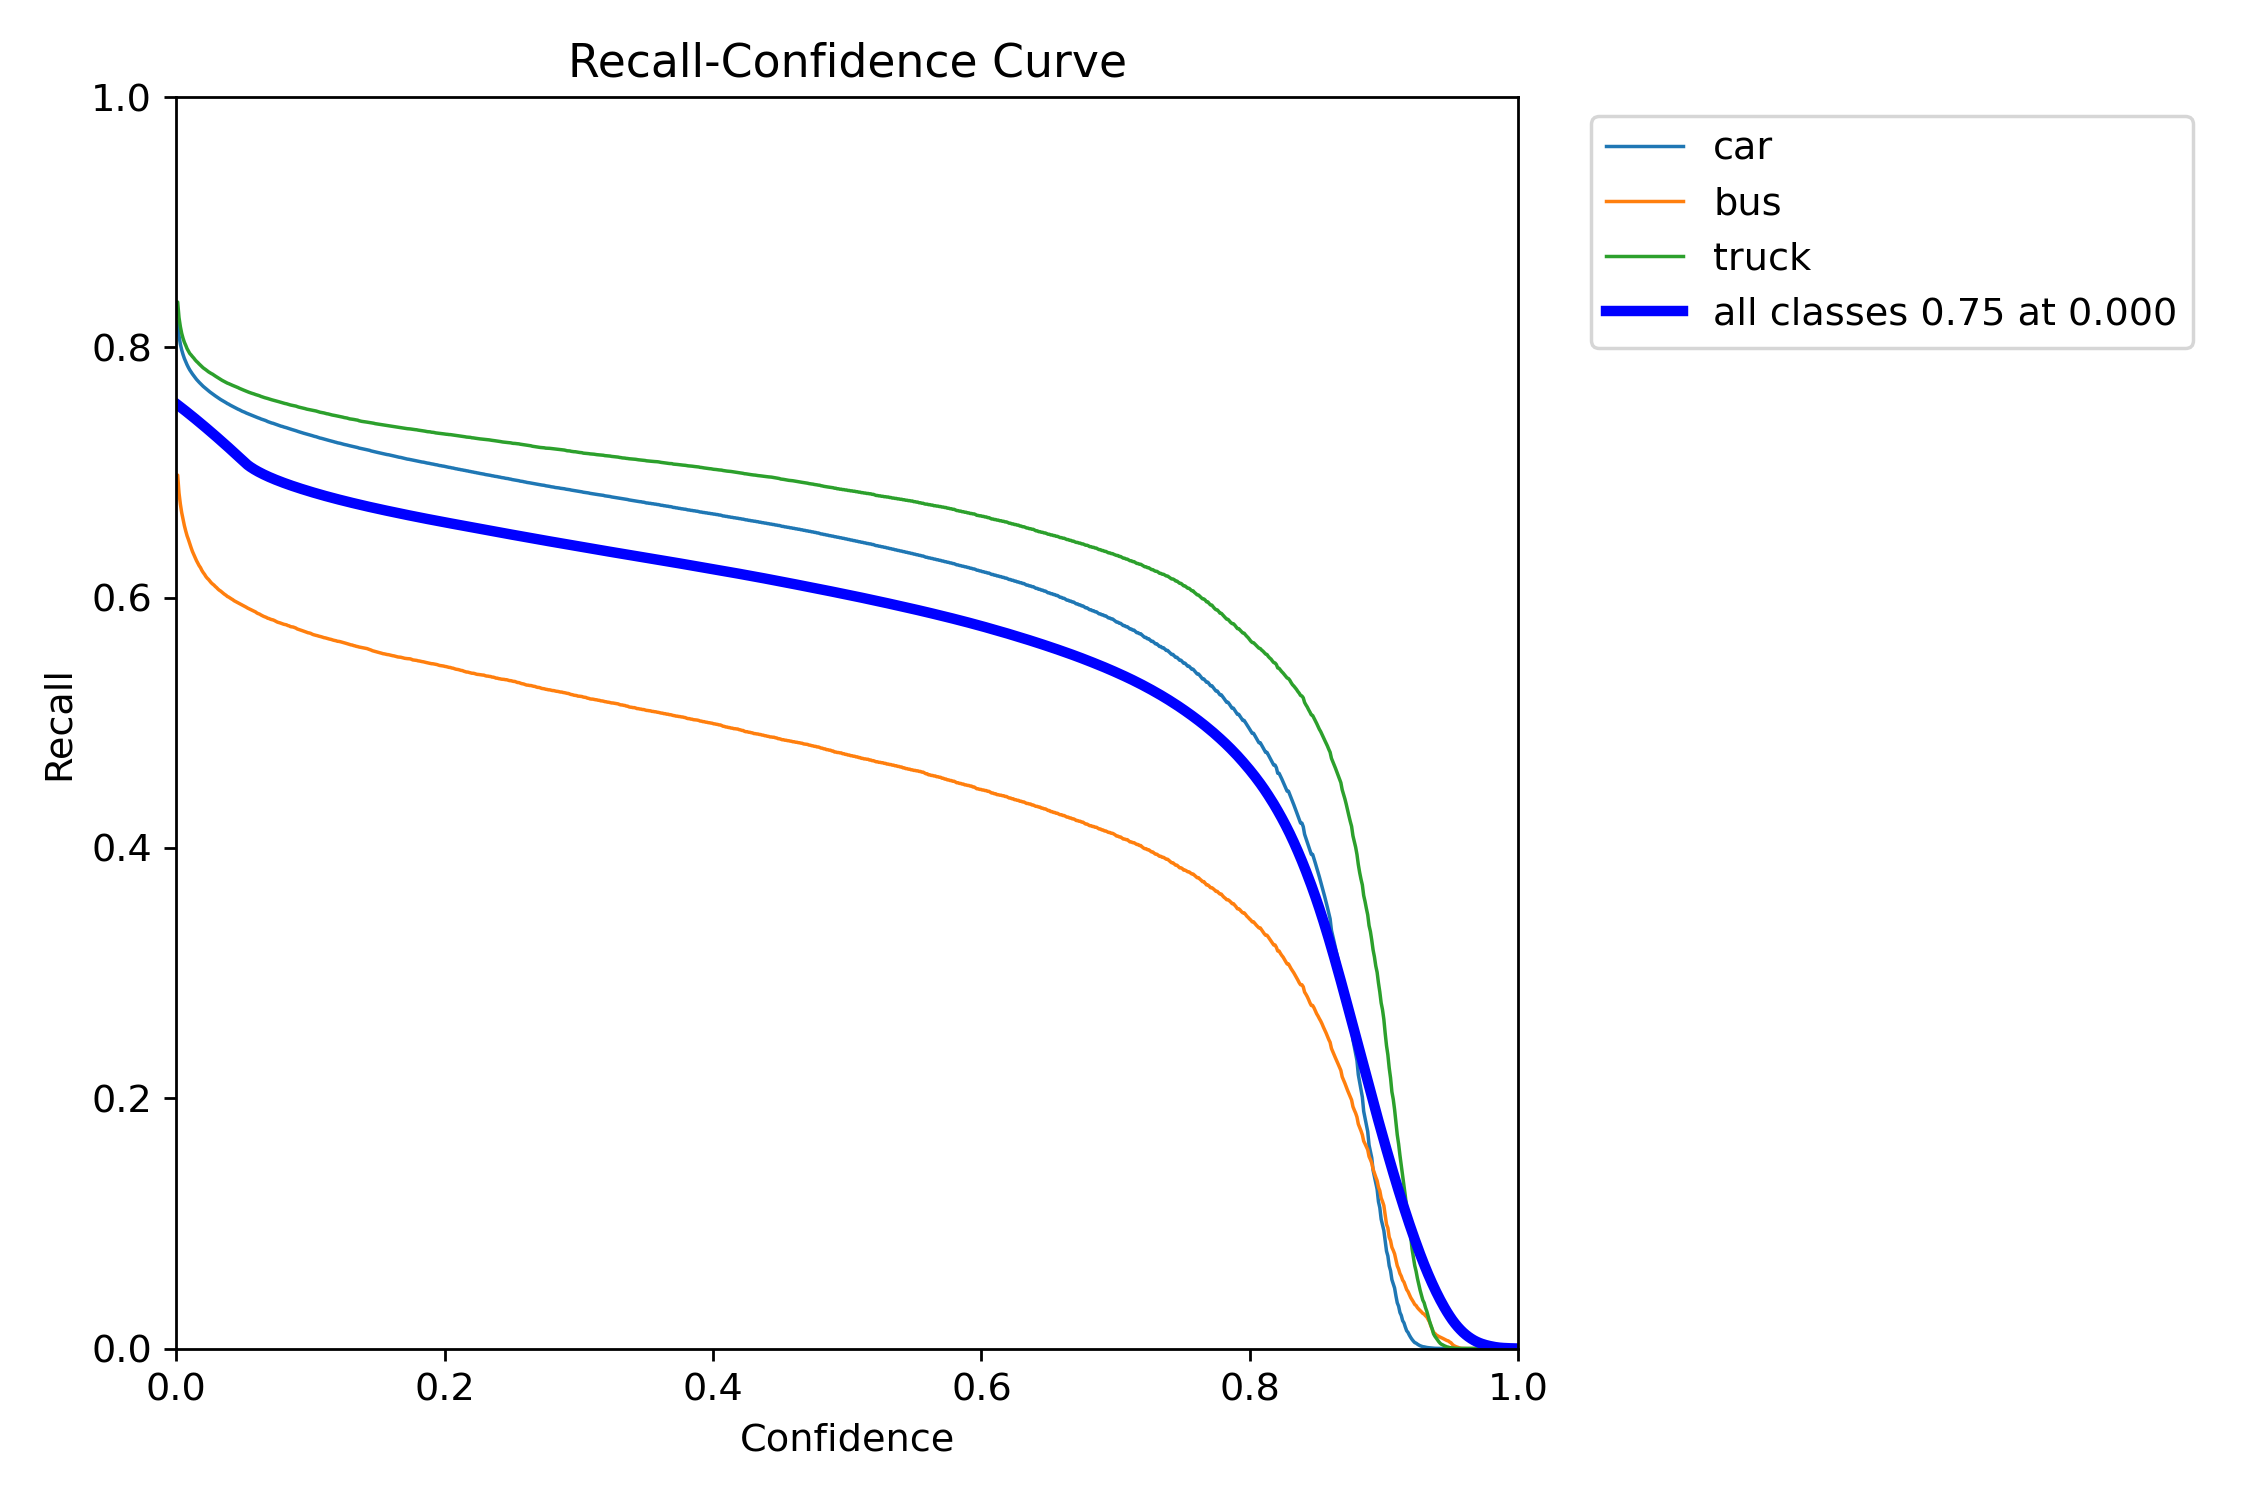 Recall-Confidence Curve
1.0
0.8
0.6
0.4
0.2
0.0
Recall
0.0 0.2 0.4 0.6 0.8 1.0
Confidence
car
bus
truck
all classes 0.75 at 0.000